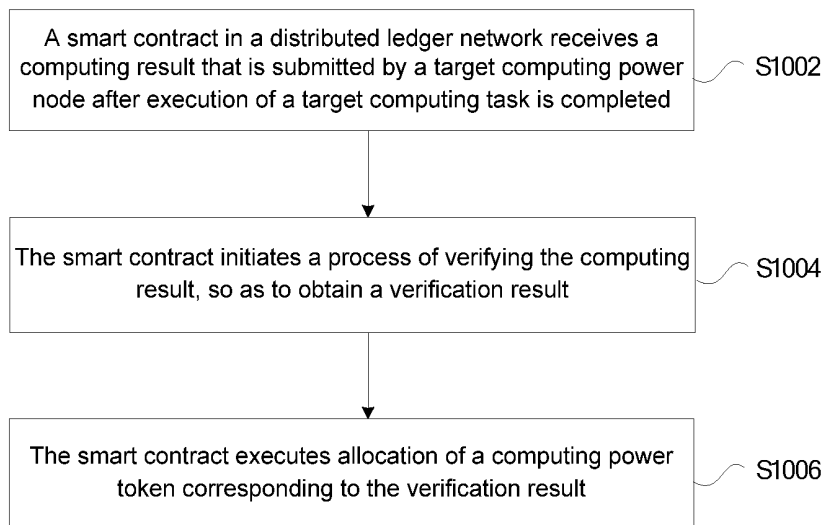 A smart contract in a distributed ledger network receives a
computing result that is submitted by a target computing power
node after execution of a target computing task is completed
S1002
The smart contract initiates a process of verifying the computing
result, so as to obtain a verification result
S1004
The smart contract executes allocation of a computing power
token corresponding to the verification result
S1006